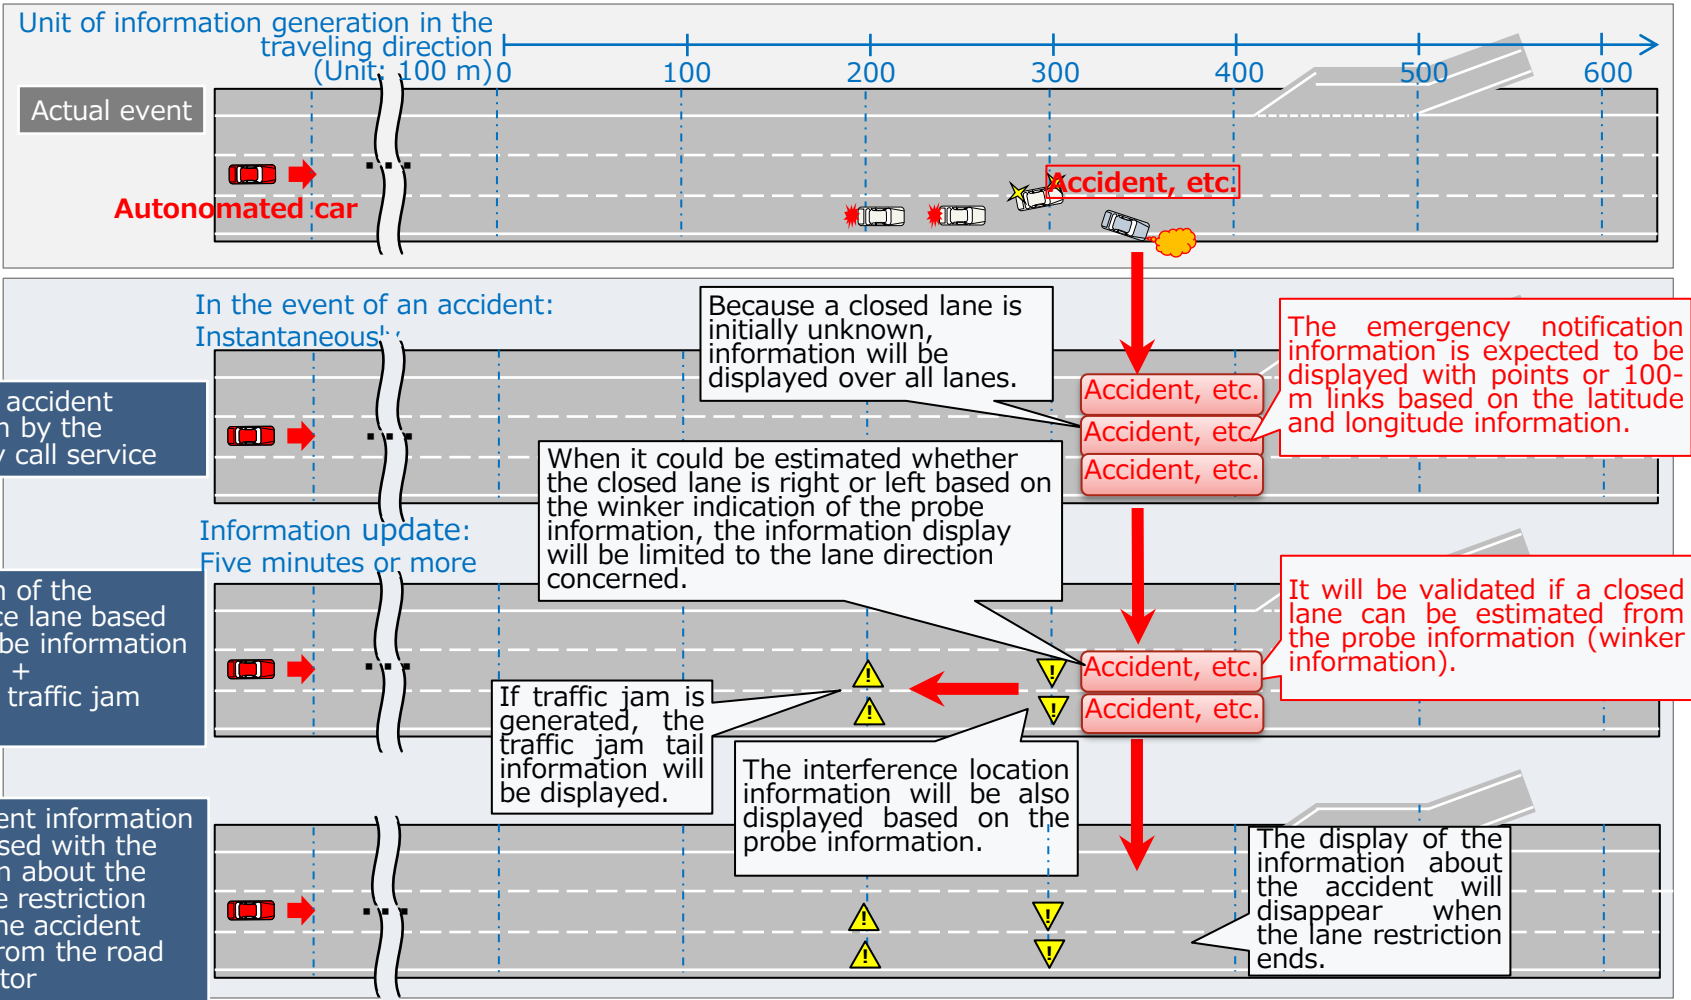 Unit of information generation in the
traveling direction
(Unit: 100 m)
0 100 200 300 400 500 600
Actual event
Autonomated car
Accident, etc.
In the event of an accident:
Instantaneously
Because a closed lane is
initially unknown,
information will be
displayed over all lanes.
The emergency notification
information is expected to be
displayed with points or 100-
m links based on the latitude
and longitude information.
accident
by the
call service
Accident, etc.
Accident, etc.
Accident, etc.
When it could be estimated whether
the closed lane is right or left based on
the winker indication of the probe
information, the information display
will be limited to the lane direction
concerned.
Information update:
Five minutes or more
of the
lane based
information
+
traffic jam
Accident, etc.
Accident, etc.
It will be validated if a closed
lane can be estimated from
the probe information (winker
information).
If traffic jam is
generated, the
traffic jam tail
information will
be displayed.
The interference location
information will be also
displayed based on the
probe information.
information
with the
about the
restriction
accident
from the road
The display of the
information about
the accident will
disappear when
the lane restriction
ends.